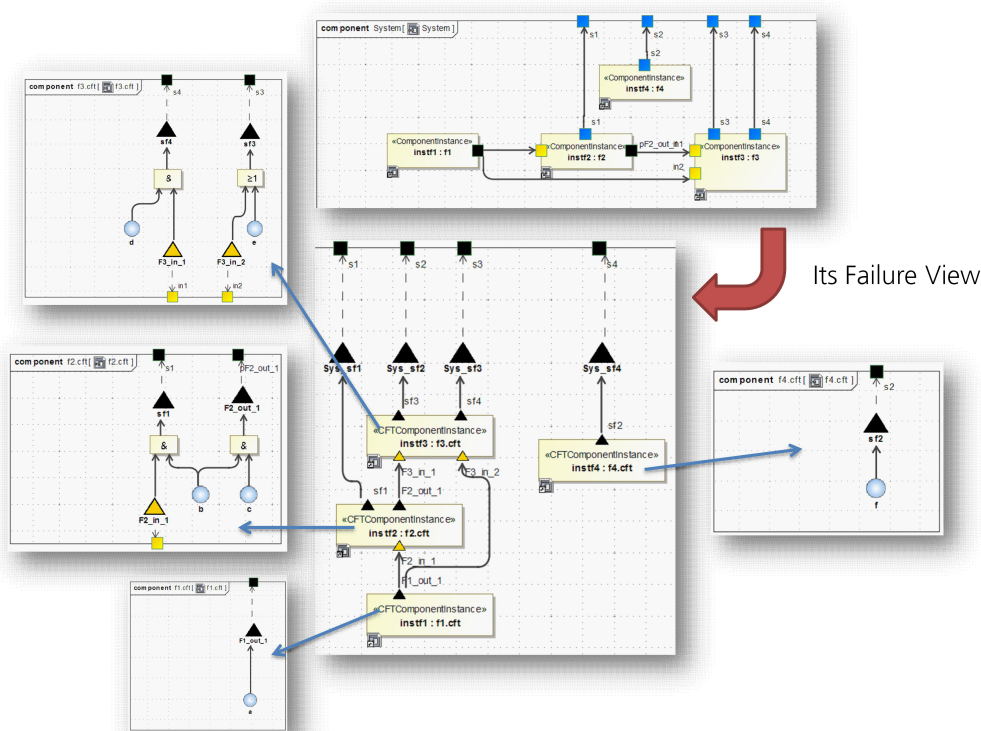 component System[ System ]
s1
s2
s3
s4
s2
«ComponentInstance»
instf4 : f4
s1
s3
s4
«ComponentInstance»
instf1 : f1
«ComponentInstance»
instf2 : f2
pF2_out_1
in1
in2
«ComponentInstance»
instf3 : f3
Its Failure View
component f3.cft[ f3.cft ]
s4
s3
sf4
sf3
&
≥1
d
e
F3_in_1
F3_in_2
in1
in2
s1
s2
s3
s4
Sys_sf1
Sys_sf2
Sys_sf3
Sys_sf4
sf3
sf4
«CFTComponentInstance»
instf3 : f3.cft
sf2
«CFTComponentInstance»
instf4 : f4.cft
F3_in_1
F3_in_2
sf1
F2_out_1
«CFTComponentInstance»
instf2 : f2.cft
F2_in_1
F1_out_1
«CFTComponentInstance»
instf1 : f1.cft
component f2.cft[ f2.cft ]
s1
pF2_out_1
sf1
F2_out_1
&
&
F2_in_1
b
c
component f4.cft[ f4.cft ]
s2
sf2
f
component f1.cft[ f1.cft ]
F1_out_1
a